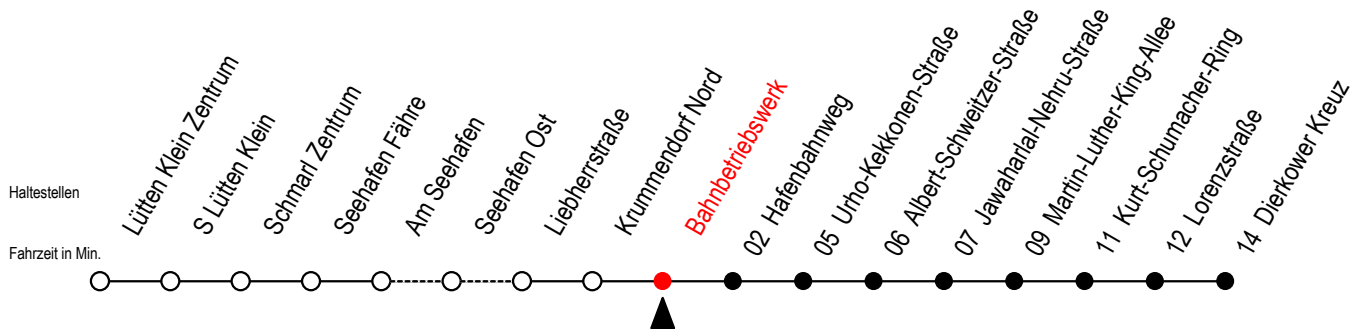 Haltestellen
Fahrzeit in Min.
Lütten Klein Zentrum
S Lütten Klein
Schmarl Zentrum
Seehafen Fähre
Am Seehafen
Seehafen Ost
Liebherrstraße
Krummendorf Nord
Bahnbetriebswerk
02 Hafenbahnweg
05 Urho-Kekkonen-Straße
06 Albert-Schweitzer-Straße
07 Jawaharlal-Nehru-Straße
09 Martin-Luther-King-Allee
11 Kurt-Schumacher-Ring
12 Lorenzstraße
14 Dierkower Kreuz